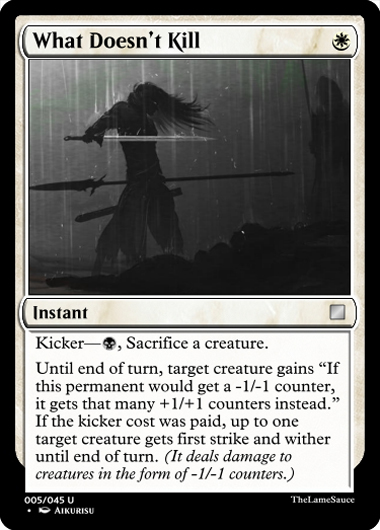 What Doesn't Kill
Instant
Kicker—, Sacrifice a creature.
Until end of turn, target creature gains “If
this permanent would get a -1/-1 counter,
it gets that many +1/+1 counters instead.”
If the kicker cost was paid, up to one
target creature gets first strike and wither
until end of turn. (It deals damage to
creatures in the form of -1/-1 counters.)
005/045 U
TheLameSauce
• Aikurisu